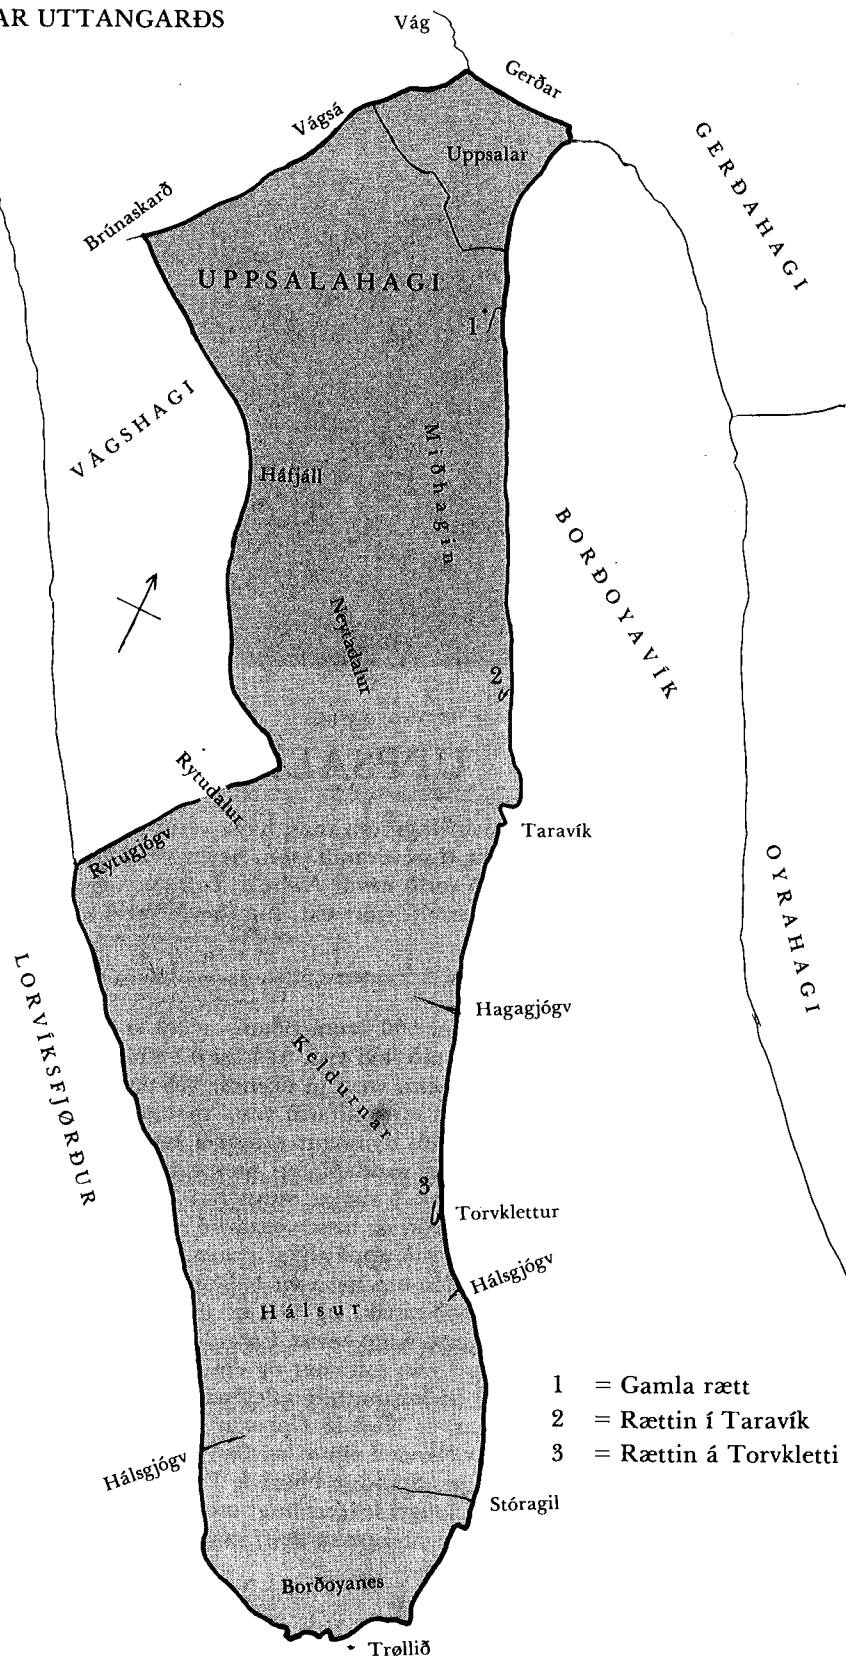 AR UTTANGARÐS
Vág
Gerðar
Vágsá
Uppsalar
GERÐAHAGI
Brúnaskarð
UPPSALAHAGI
1
VÁGSHAGI
Miðhagin
Háfjáll
BORÐOYAVÍK
Neytadalur
2
Rytudalur
Taravík
Rytugjógv
OYRAHAGI
LORVÍKSFJØRÐUR
Hagagjógv
Keldurnar
3
Torvklettur
Hálsgjógv
Hálsur
1 = Gamla rætt
2 = Rættin í Taravík
3 = Rættin á Torvkletti
Hálsgjógv
Stóragil
Borðoyanes
Trøllið